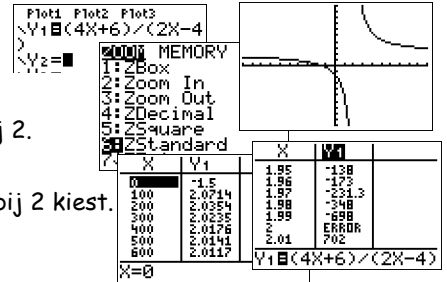 Plot1 Plot2 Plot3
\Y1=(4X+6)/(2X-4
)
\Y2=
ZOOM MEMORY
1:ZBox
2:Zoom In
3:Zoom Out
4:ZDecimal
5:ZSquare
6:ZStandard
j 2.
oij 2 kiest.
X Y1
0 -1.5
100 2.0714
200 2.0354
300 2.0235
400 2.0176
500 2.0141
600 2.0117
X=0
X Y1
1.95 -138
1.96 -173
1.97 -231.3
1.98 -348
1.99 -698
2 ERROR
2.01 702
Y1=(4X+6)/(2X-4)